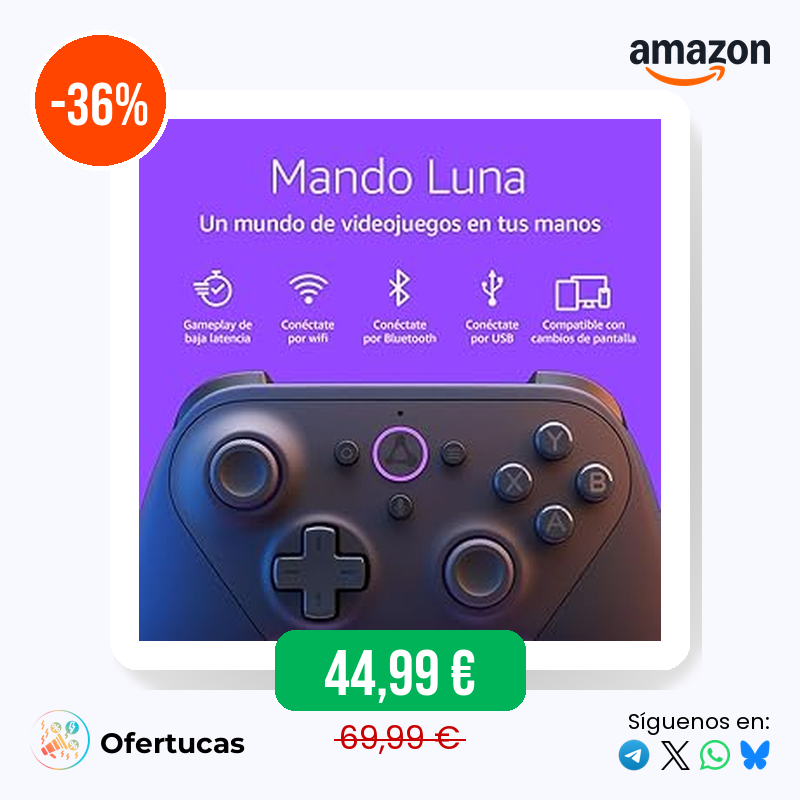 -36%
amazon
Mando Luna
Un mundo de videojuegos en tus manos
Gameplay de
baja latencia
Conéctate
por wifi
Conéctate
por Bluetooth
Conéctate
por USB
Compatible con
cambios de pantalla
Y
X
B
A
44,99 €
69,99 €
Ofertucas
Síguenos en: